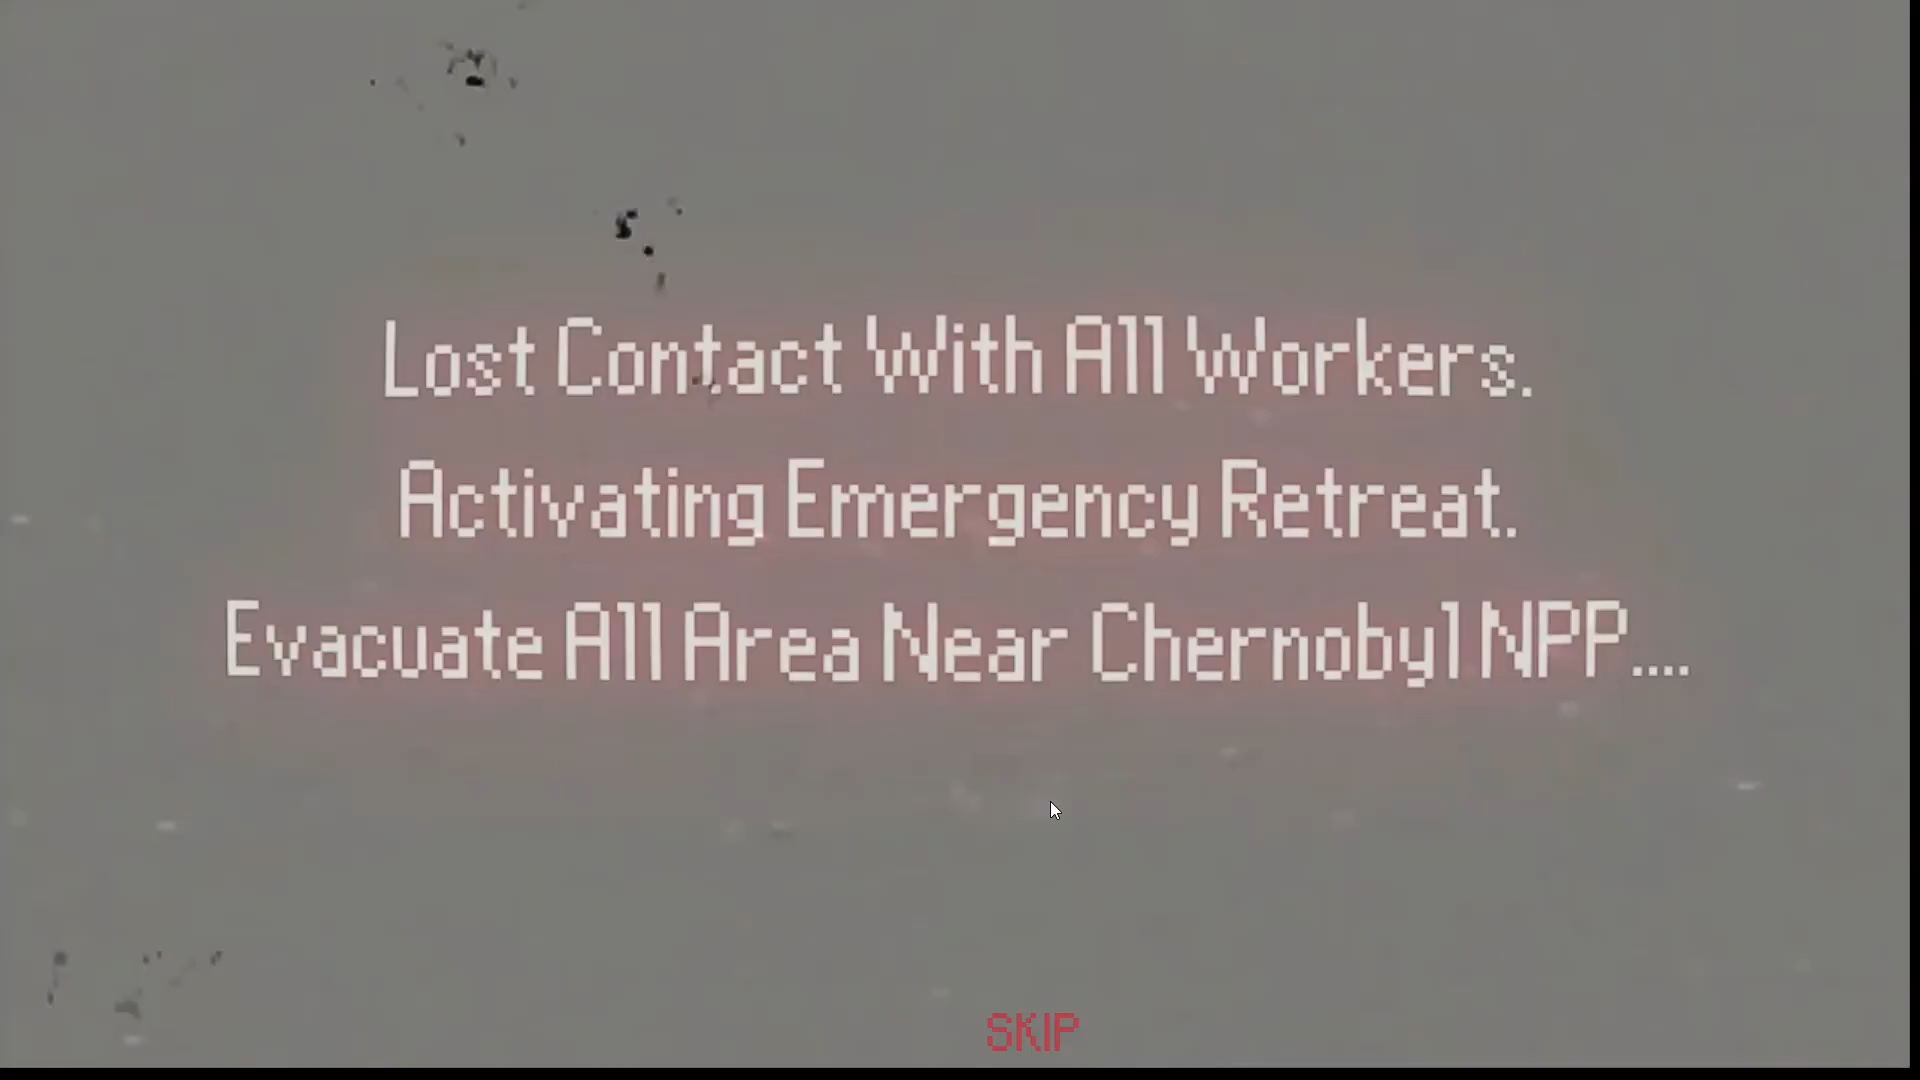 Lost Contact With All Workers.
Activating Emergency Retreat.
Evacuate All Area Near Chernobyl NPP....
SKIP